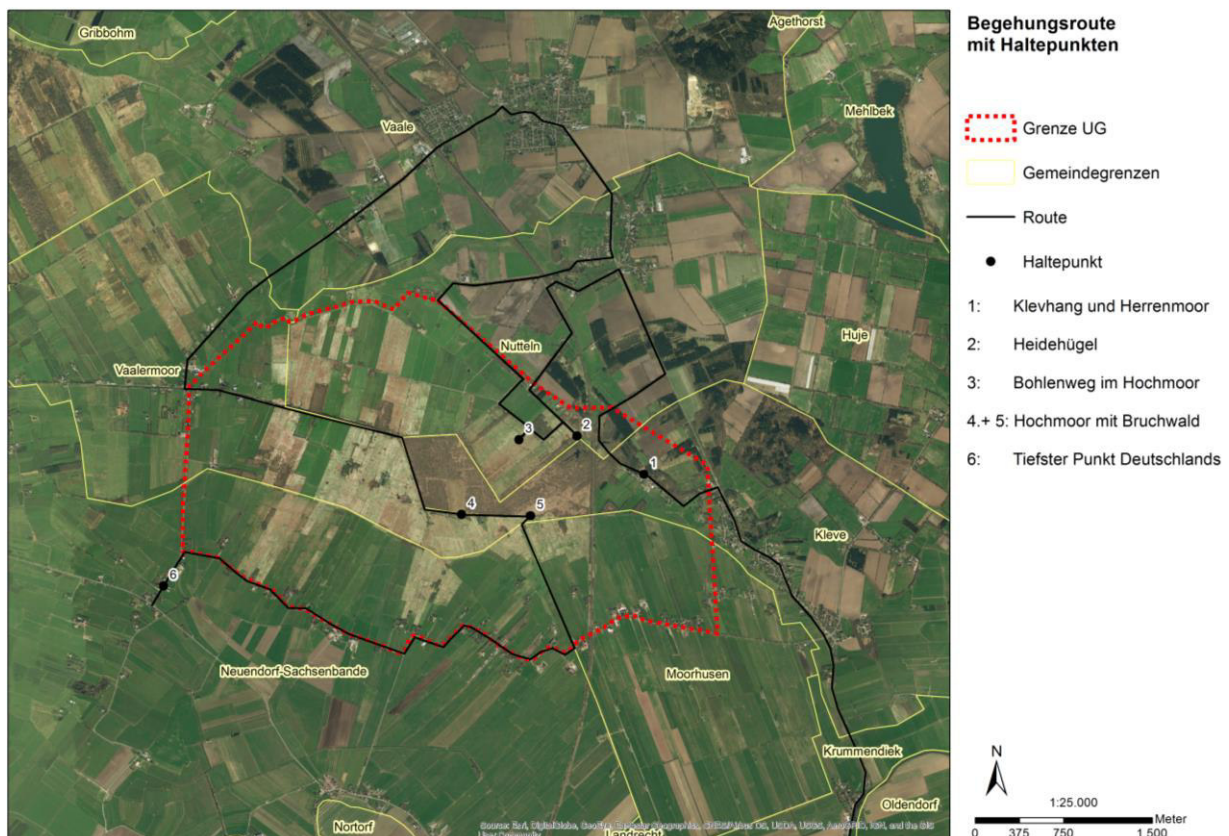 Gribbohm
Agethorst
Mehlbek
Vaale
Nutteln
Huje
Vaalermoor
3
2
1
4
5
6
Kleve
Neuendorf-Sachsenbande
Moorhusen
Krummendiek
Oldendorf
Nortorf
Landrecht
Begehungsroute
mit Haltepunkten
Grenze UG
Gemeindegrenzen
Route
Haltepunkt
1: Klevhang und Herrenmoor
2: Heidehügel
3: Bohlenweg im Hochmoor
4.+ 5: Hochmoor mit Bruchwald
6: Tiefster Punkt Deutschlands
N
1:25.000
Meter
0 375 750 1.500